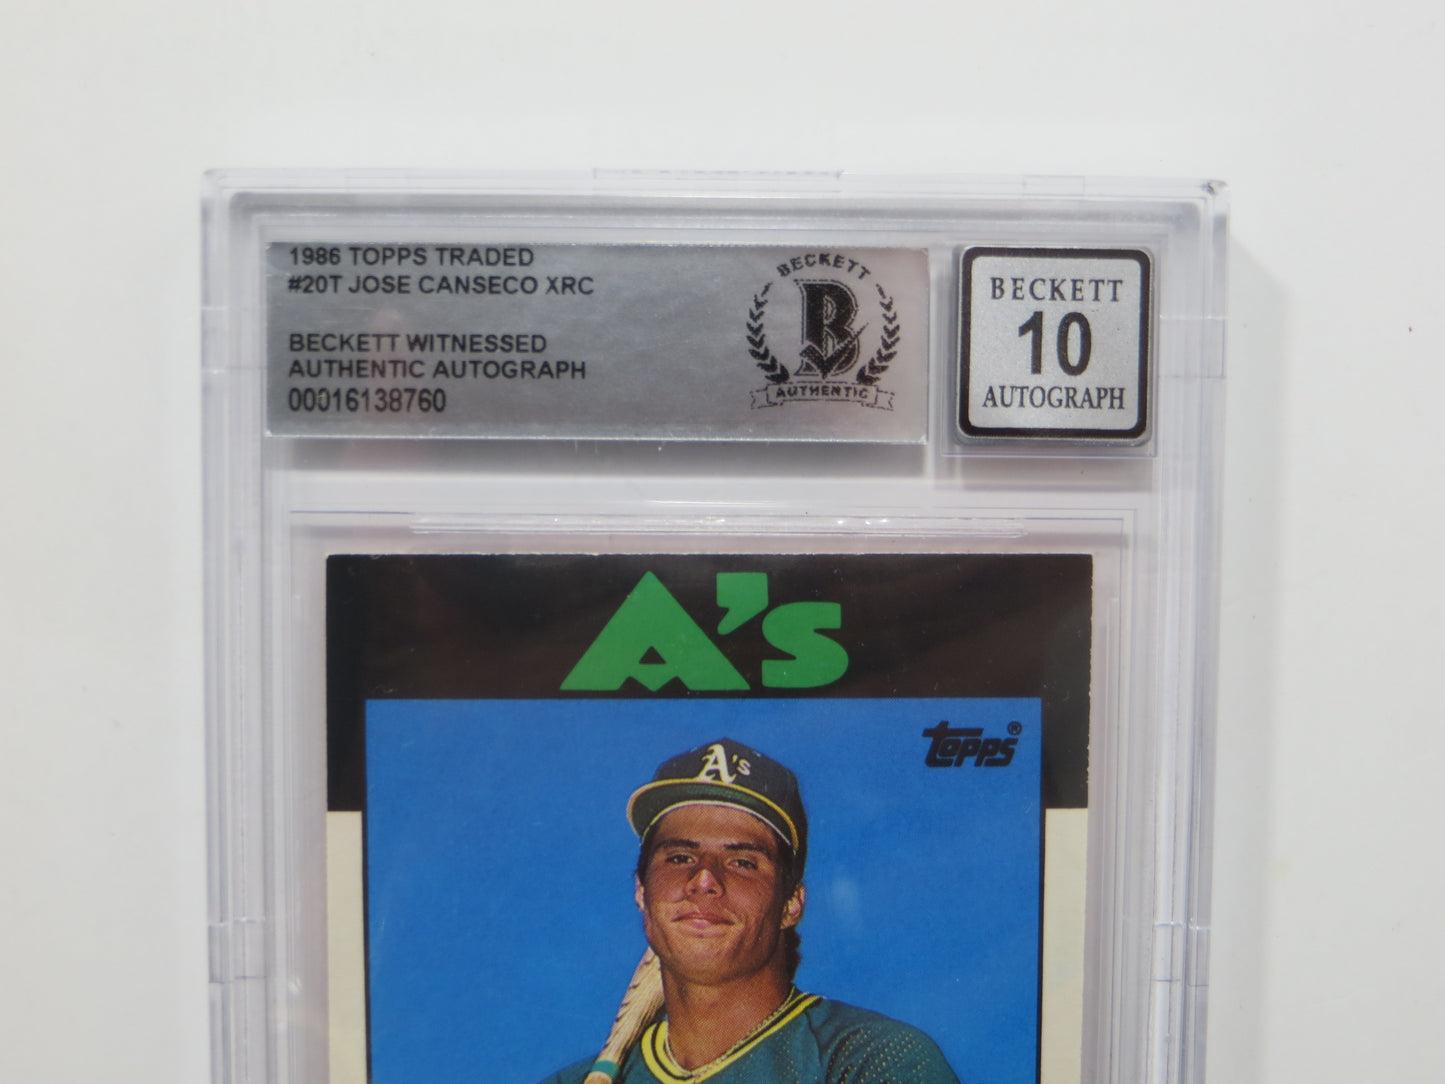 1986 TOPPS TRADED
#20T JOSE CANSECO XRC
BECKETT WITNESSED
AUTHENTIC AUTOGRAPH
00016138760
BECKETT
B
AUTHENTIC
BECKETT
10
AUTOGRAPH
A's
topps®
A's